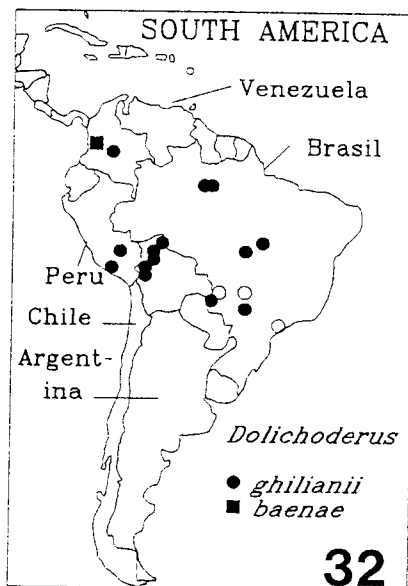 SOUTH AMERICA
Venezuela
Brasil
Peru
Chile
Argent-
ina
Dolichoderus
ghilianii
baenae
32